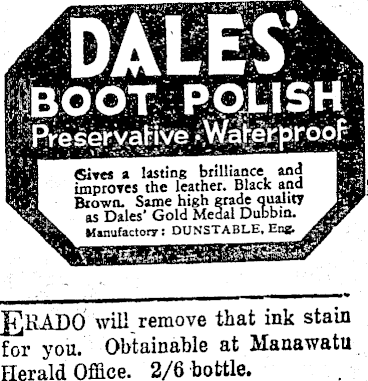 DALES'
BOOT POLISH
Preservative · Waterproof
Gives a lasting brilliance and
improves the leather. Black and
Brown. Same high grade quality
as Dales' Gold Medal Dubbin.
Manufactory: DUNSTABLE, Eng.
ERADO will remove that ink stain
for you. Obtainable at Manawatu
Herald Office. 2/6 bottle.